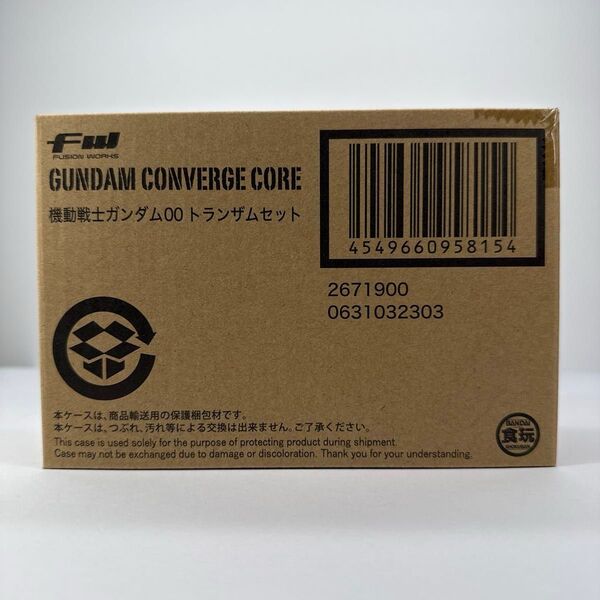 FW
FUSION WORKS
GUNDAM CONVERGE CORE
機動戦士ガンダム00 トランザムセット
4549660958154
2671900
0631032303
本ケースは、商品輸送用の保護梱包材です。
本ケースは、つぶれ、汚れ等による交換は出来ません。ご了承ください。
This case is used solely for the purpose of protecting product during shipment.
Case may not be exchanged due to damage or discoloration. Thank you for your understanding.
BANDAI
食玩
SHOKUGAN